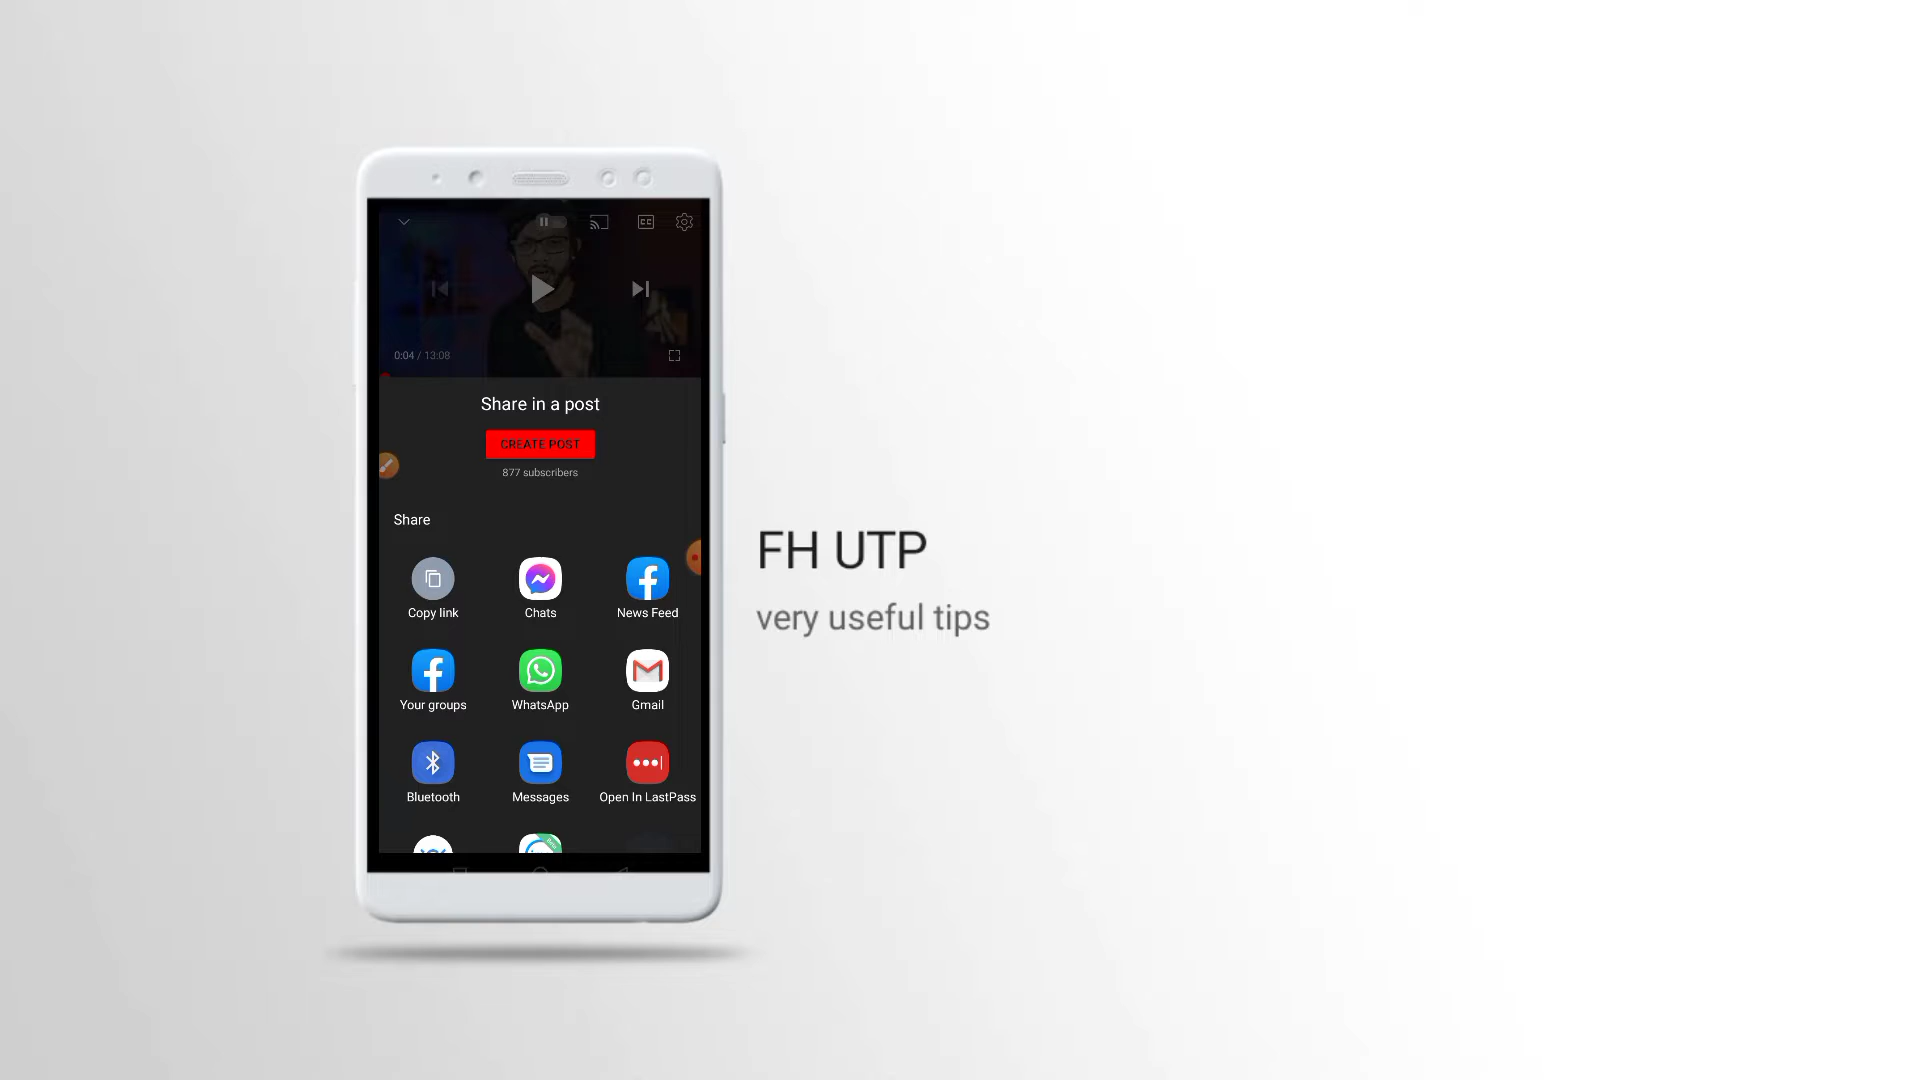 CC
0:04 / 13:08
Share in a post
CREATE POST
877 subscribers
Share
Copy link
Chats
News Feed
Your groups
WhatsApp
Gmail
Bluetooth
Messages
Open In LastPass
FH UTP
very useful tips